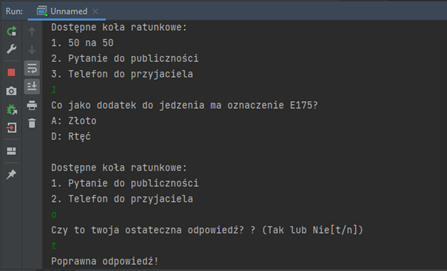 Run: Unnamed
Dostępne koła ratunkowe:
1. 50 na 50
2. Pytanie do publiczności
3. Telefon do przyjaciela
1
Co jako dodatek do jedzenia ma oznaczenie E175?
A: Złoto
D: Rtęć
Dostępne koła ratunkowe:
1. Pytanie do publiczności
2. Telefon do przyjaciela
a
Czy to twoja ostateczna odpowiedź? ? (Tak lub Nie[t/n])
t
Poprawna odpowiedź!